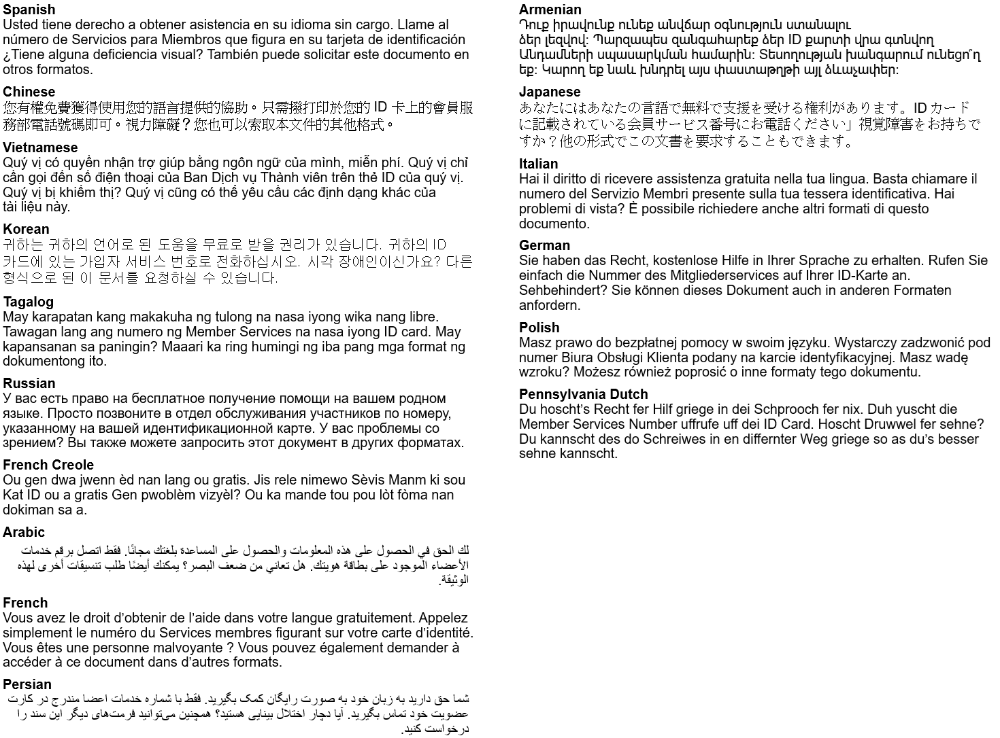 Spanish
Usted tiene derecho a obtener asistencia en su idioma sin cargo. Llame al
número de Servicios para Miembros que figura en su tarjeta de identificación
¿Tiene alguna deficiencia visual? También puede solicitar este documento en
otros formatos.
Chinese
您有權免費獲得使用您的語言提供的協助。只需撥打印於您的 ID 卡上的會員服
務部電話號碼即可。視力障礙？您也可以索取本文件的其他格式。
Vietnamese
Quý vị có quyền nhận trợ giúp bằng ngôn ngữ của mình, miễn phí. Quý vị chỉ
cần gọi đến số điện thoại của Ban Dịch vụ Thành viên trên thẻ ID của quý vị.
Quý vị bị khiếm thị? Quý vị cũng có thể yêu cầu các định dạng khác của
tài liệu này.
Korean
귀하는 귀하의 언어로 된 도움을 무료로 받을 권리가 있습니다. 귀하의 ID
카드에 있는 가입자 서비스 번호로 전화하십시오. 시각 장애인이신가요? 다른
형식으로 된 이 문서를 요청하실 수 있습니다.
Tagalog
May karapatan kang makakuha ng tulong na nasa iyong wika nang libre.
Tawagan lang ang numero ng Member Services na nasa iyong ID card. May
kapansanan sa paningin? Maaari ka ring humingi ng iba pang mga format ng
dokumentong ito.
Russian
У вас есть право на бесплатное получение помощи на вашем родном
языке. Просто позвоните в отдел обслуживания участников по номеру,
указанному на вашей идентификационной карте. У вас проблемы со
зрением? Вы также можете запросить этот документ в других форматах.
French Creole
Ou gen dwa jwenn èd nan lang ou gratis. Jis rele nimewo Sèvis Manm ki sou
Kat ID ou a gratis Gen pwoblèm vizyèl? Ou ka mande tou pou lòt fòma nan
dokiman sa a.
Arabic
لك الحق في الحصول على هذه المعلومات والحصول على المساعدة بلغتك مجانًا. فقط اتصل برقم خدمات
الأعضاء الموجود على بطاقة هويتك. هل تعاني من ضعف البصر؟ يمكنك أيضًا طلب تنسيقات أخرى لهذه
الوثيقة.
French
Vous avez le droit d’obtenir de l’aide dans votre langue gratuitement. Appelez
simplement le numéro du Services membres figurant sur votre carte d’identité.
Vous êtes une personne malvoyante ? Vous pouvez également demander à
accéder à ce document dans d’autres formats.
Persian
شما حق دارید به زبان خود به صورت رایگان کمک بگیرید. فقط با شماره خدمات اعضا مندرج در کارت
عضویت خود تماس بگیرید. آیا دچار اختلال بینایی هستید؟ همچنین می‌توانید فرمت‌های دیگر این سند را
درخواست کنید.
Armenian
Դուք իրավունք ունեք անվճար օգնություն ստանալու
ձեր լեզվով: Պարզապես զանգահարեք ձեր ID քարտի վրա գտնվող
Անդամների սպասարկման համարին: Տեսողության խանգարում ունեցո՞ղ
եք: Կարող եք նաև խնդրել այս փաստաթղթի այլ ձևաչափեր:
Japanese
あなたにはあなたの言語で無料で支援を受ける権利があります。ID カード
に記載されている会員サービス番号にお電話ください」視覚障害をお持ちで
すか？他の形式でこの文書を要求することもできます。
Italian
Hai il diritto di ricevere assistenza gratuita nella tua lingua. Basta chiamare il
numero del Servizio Membri presente sulla tua tessera identificativa. Hai
problemi di vista? È possibile richiedere anche altri formati di questo
documento.
German
Sie haben das Recht, kostenlose Hilfe in Ihrer Sprache zu erhalten. Rufen Sie
einfach die Nummer des Mitgliederservices auf Ihrer ID-Karte an.
Sehbehindert? Sie können dieses Dokument auch in anderen Formaten
anfordern.
Polish
Masz prawo do bezpłatnej pomocy w swoim języku. Wystarczy zadzwonić pod
numer Biura Obsługi Klienta podany na karcie identyfikacyjnej. Masz wadę
wzroku? Możesz również poprosić o inne formaty tego dokumentu.
Pennsylvania Dutch
Du hoscht’s Recht fer Hilf griege in dei Schprooch fer nix. Duh yuscht die
Member Services Number uffrufe uff dei ID Card. Hoscht Druwwel fer sehne?
Du kannscht des do Schreiwes in en differnter Weg griege so as du’s besser
sehne kannscht.